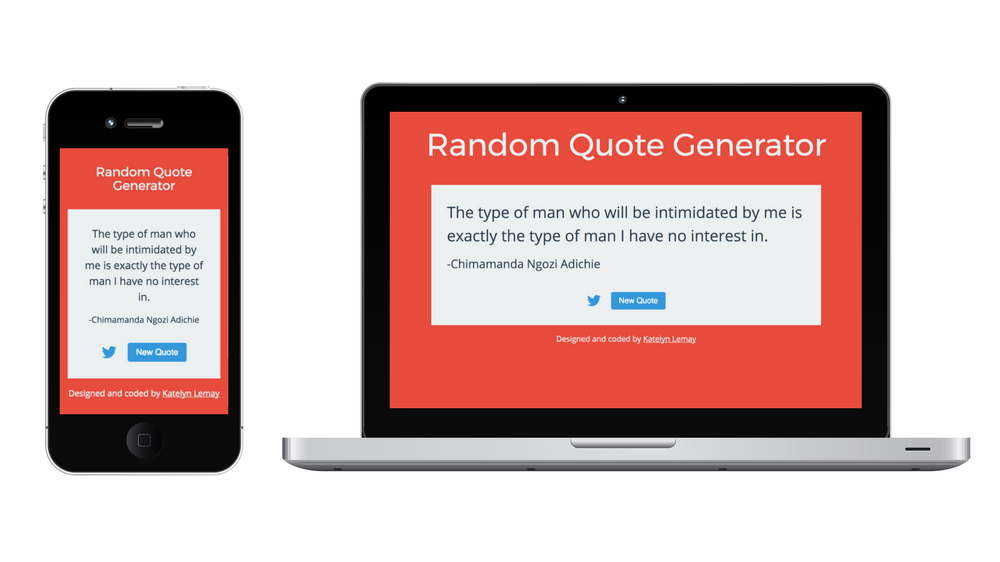 Random Quote
Generator
The type of man who
will be intimidated by
me is exactly the type of
man I have no interest
in.
-Chimamanda Ngozi Adichie
New Quote
Designed and coded by Katelyn Lemay
Random Quote Generator
The type of man who will be intimidated by me is
exactly the type of man I have no interest in.
-Chimamanda Ngozi Adichie
New Quote
Designed and coded by Katelyn Lemay